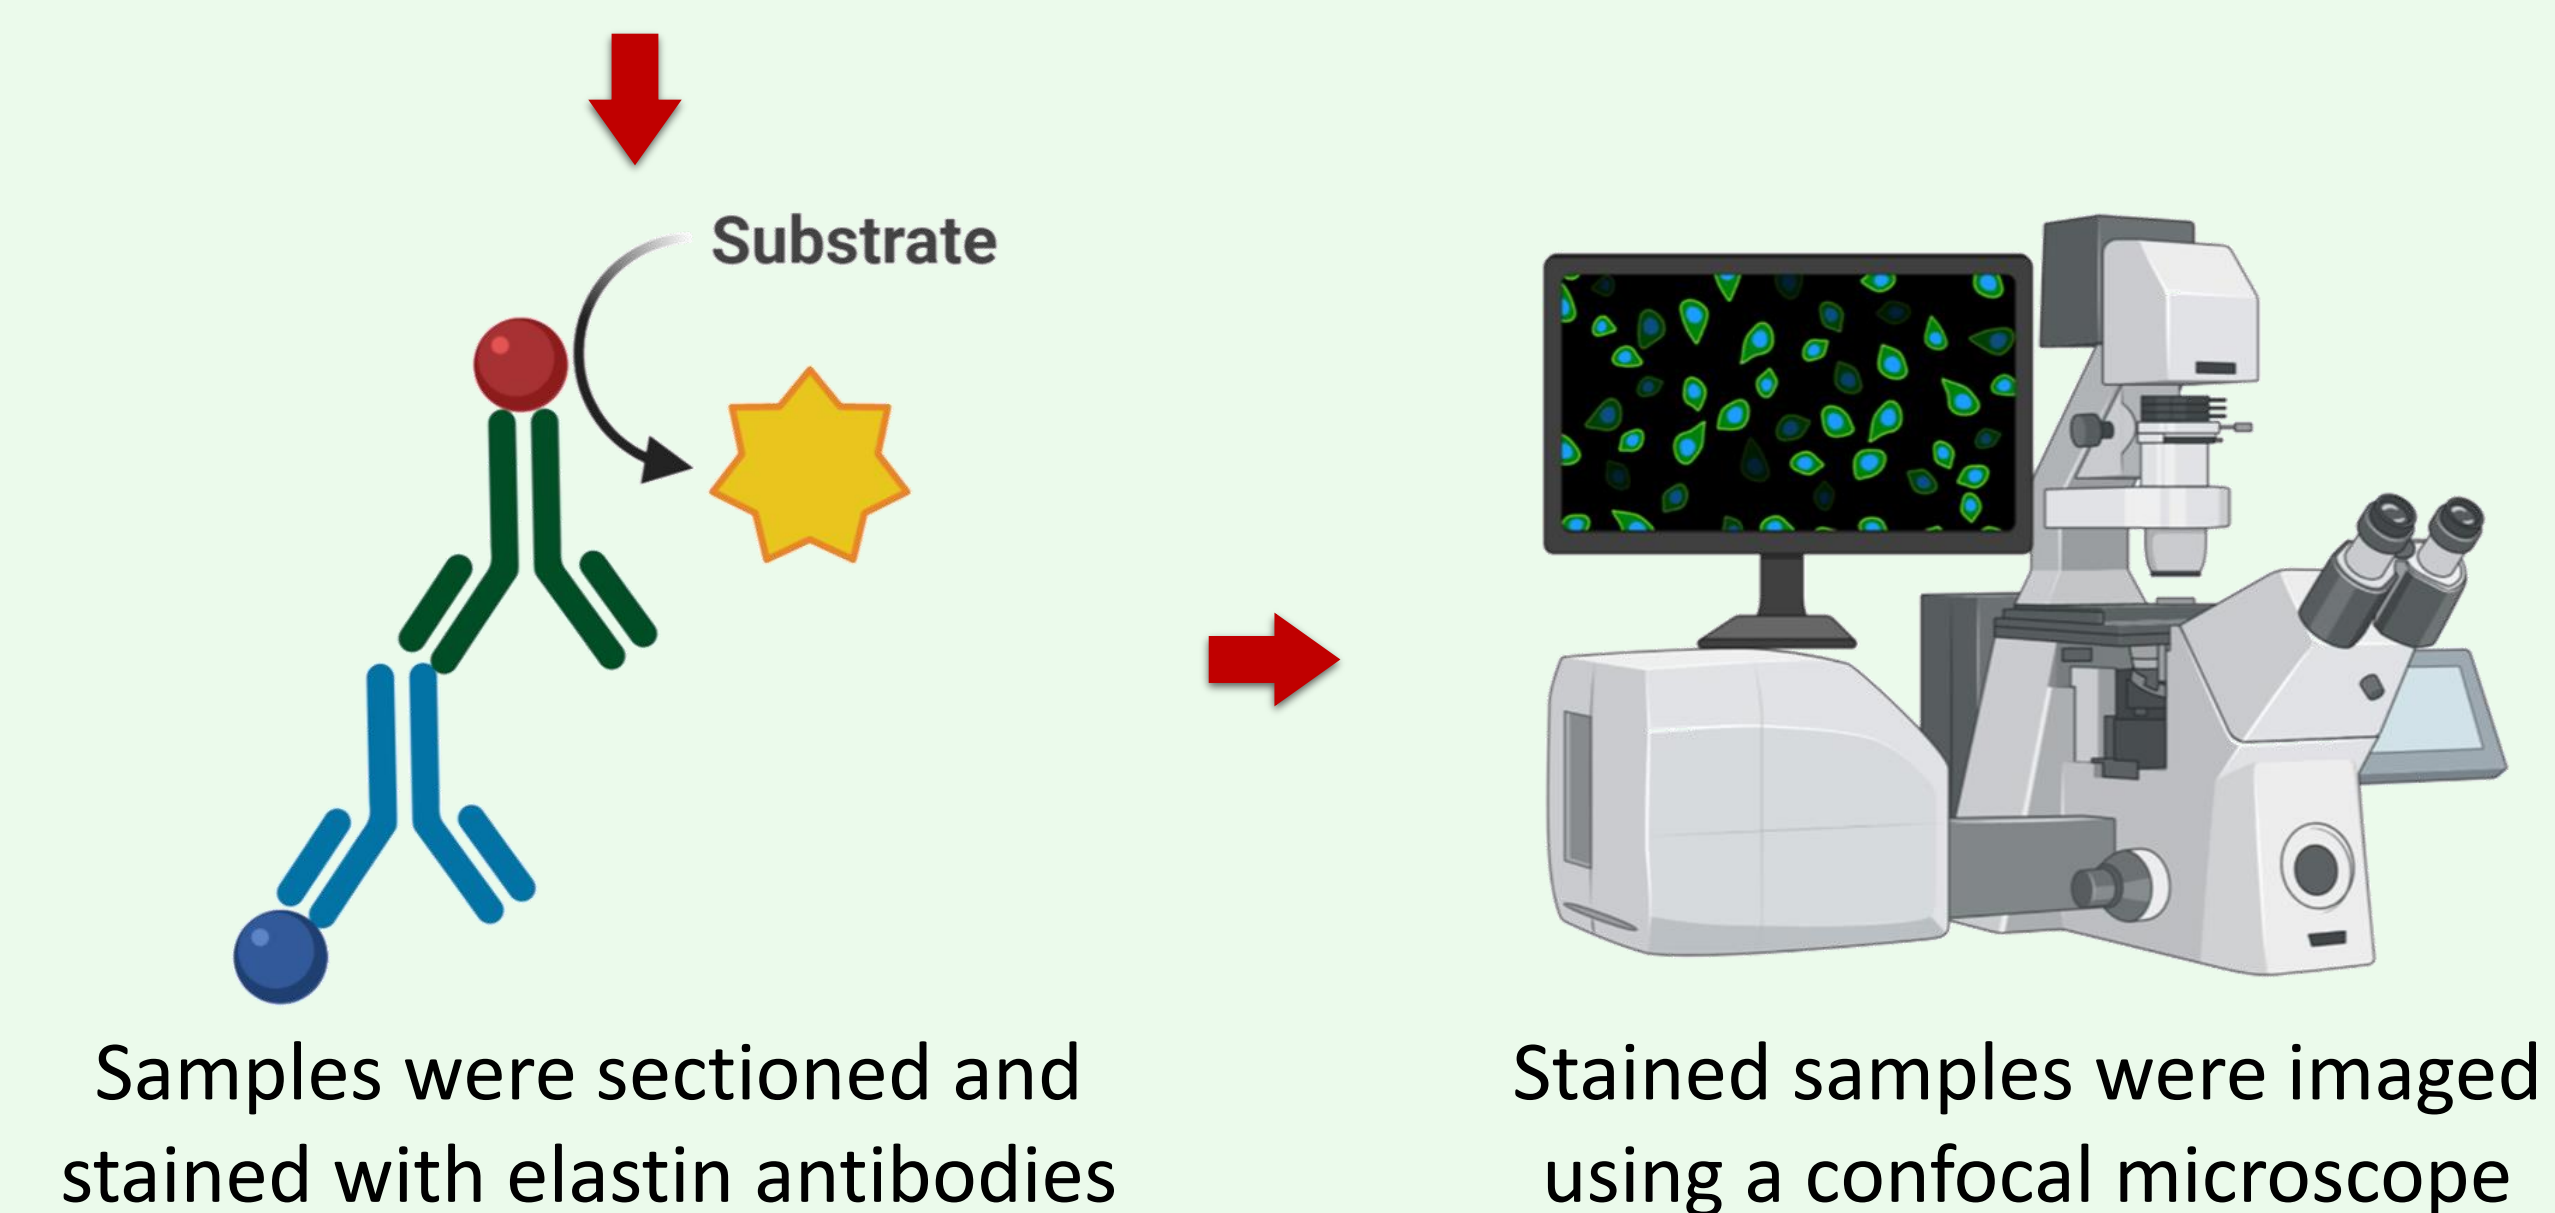 Substrate
Samples were sectioned and
stained with elastin antibodies
Stained samples were imaged
using a confocal microscope